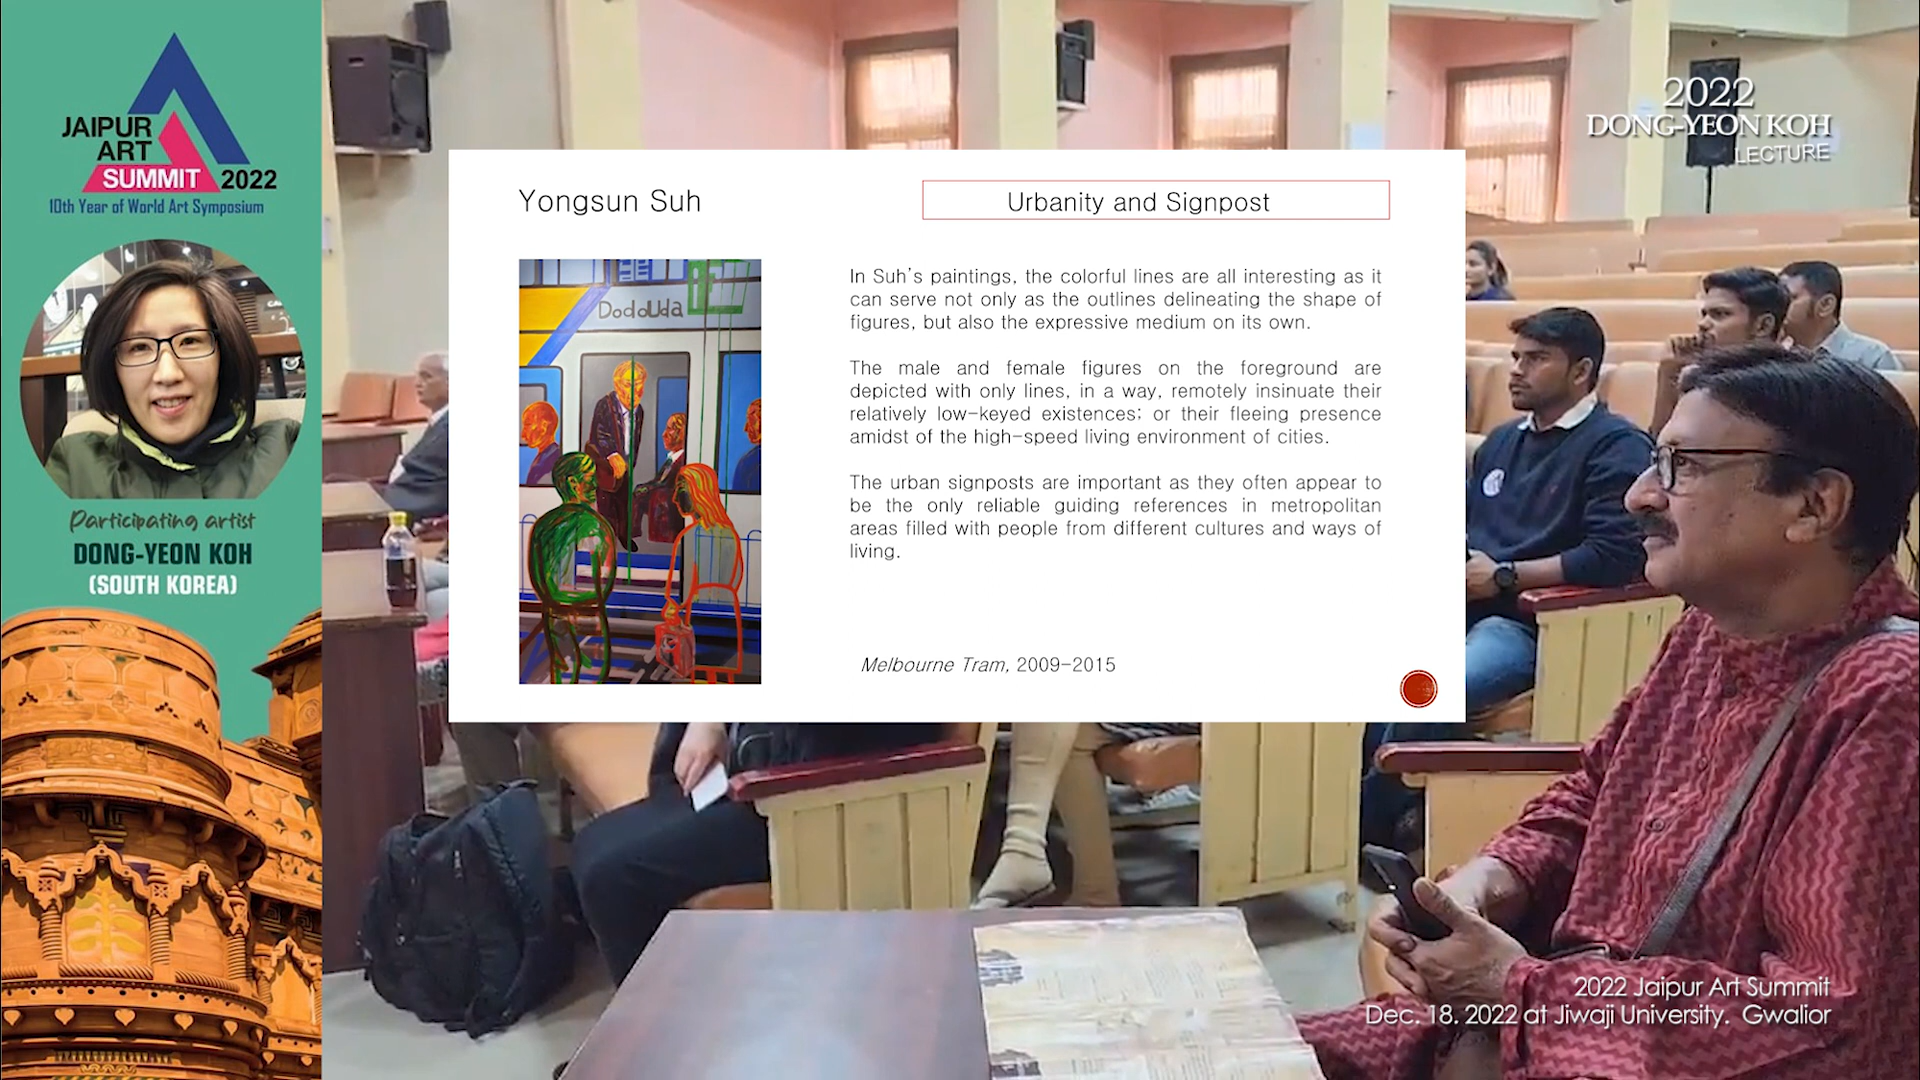 JAIPUR
ART
SUMMIT 2022
10th Year of World Art Symposium
Participating artist
DONG-YEON KOH
(SOUTH KOREA)
2022
DONG-YEON KOH
LECTURE
Yongsun Suh
Urbanity and Signpost
DodoUda
In Suh's paintings, the colorful lines are all interesting as it
can serve not only as the outlines delineating the shape of
figures, but also the expressive medium on its own.
The male and female figures on the foreground are
depicted with only lines, in a way, remotely insinuate their
relatively low-keyed existences; or their fleeing presence
amidst of the high-speed living environment of cities.
The urban signposts are important as they often appear to
be the only reliable guiding references in metropolitan
areas filled with people from different cultures and ways of
living.
Melbourne Tram, 2009-2015
2022 Jaipur Art Summit
Dec. 18. 2022 at Jiwaji University. Gwalior